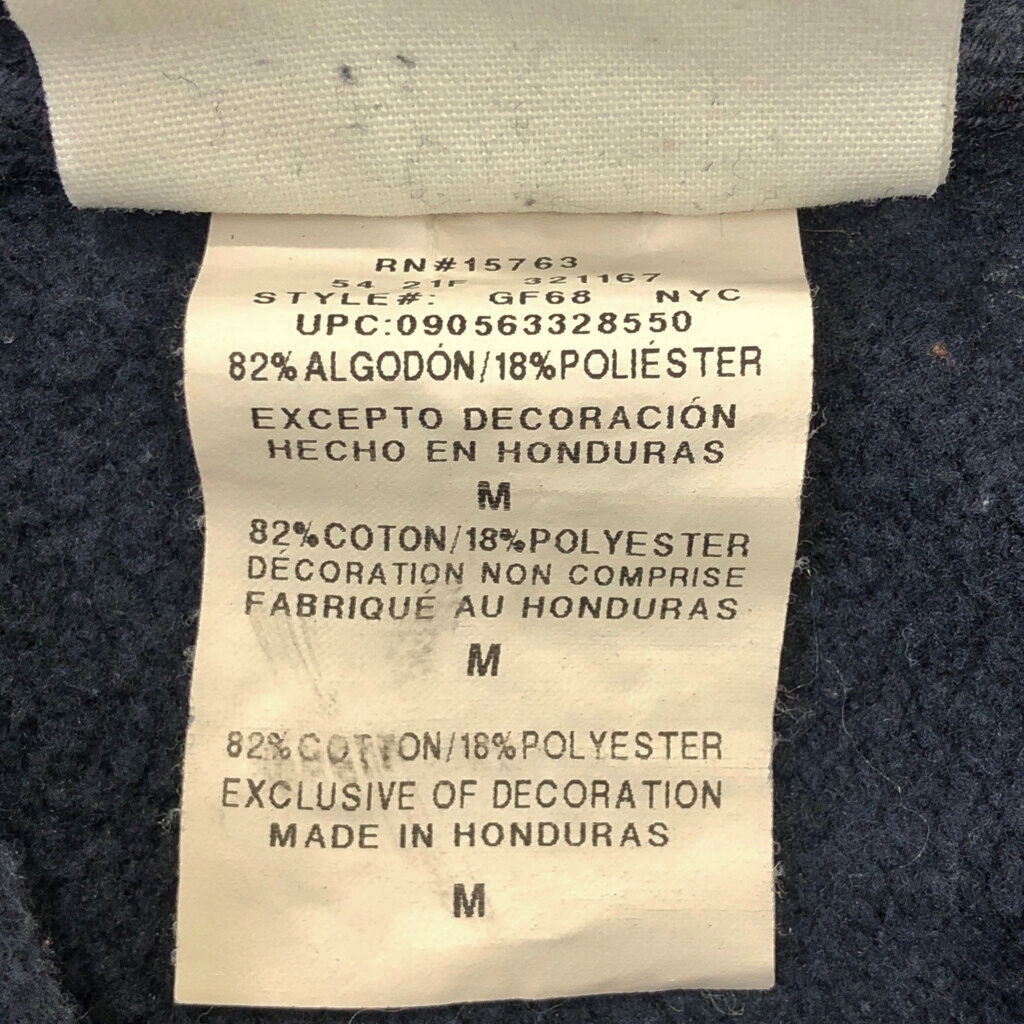 RN#15763
54 21F 321167
STYLE#: GF68 NYC
UPC:090563328550
82%ALGODÓN/18%POLIÉSTER
EXCEPTO DECORACIÓN
HECHO EN HONDURAS
M
82%COTON/18%POLYESTER
DÉCORATION NON COMPRISE
FABRIQUÉ AU HONDURAS
M
82%COTTON/18%POLYESTER
EXCLUSIVE OF DECORATION
MADE IN HONDURAS
M